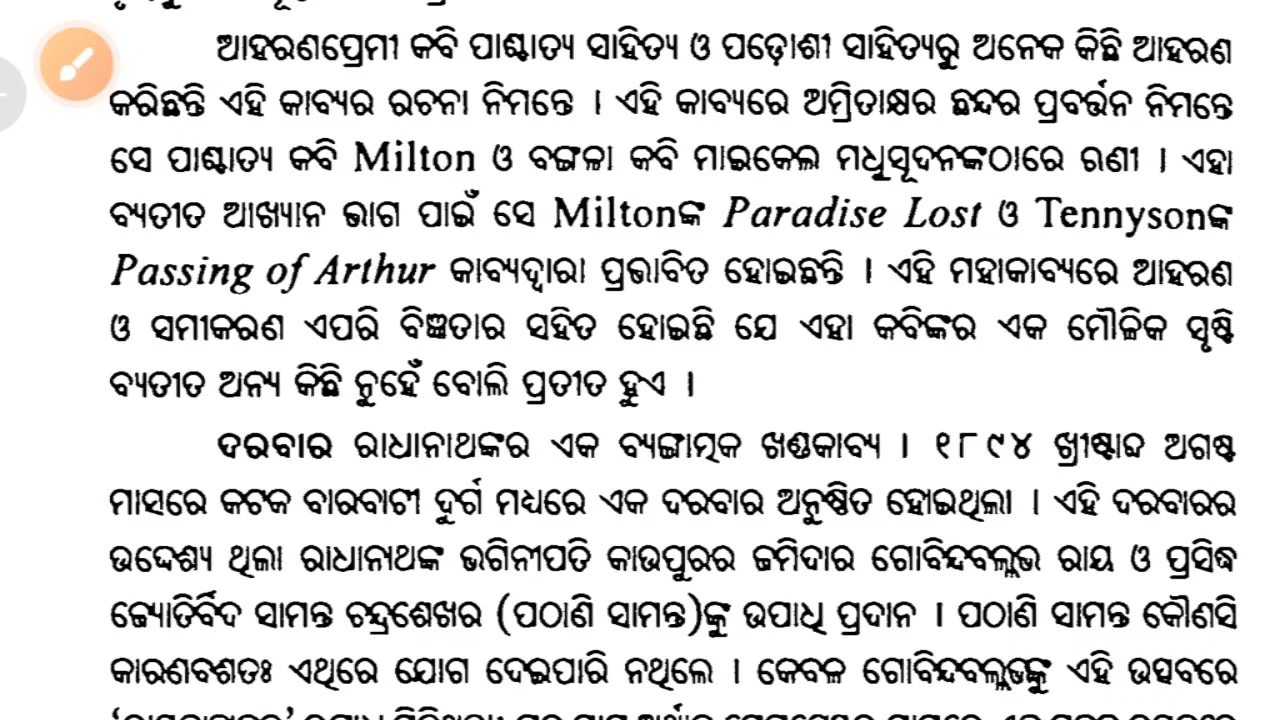 ଆହରଣପ୍ରେମୀ କବି ପାଶ୍ଚାତ୍ୟ ସାହିତ୍ୟ ଓ ପଡ଼ୋଶୀ ସାହିତ୍ୟରୁ ଅନେକ କିଛି ଆହରଣ
କରିଛନ୍ତି ଏହି କାବ୍ୟର ରଚନା ନିମନ୍ତେ । ଏହି କାବ୍ୟରେ ଅମ୍ରିତାକ୍ଷର ଛନ୍ଦର ପ୍ରବର୍ତ୍ତନ ନିମନ୍ତେ
ସେ ପାଶ୍ଚାତ୍ୟ କବି Milton ଓ ବଙ୍ଗଳା କବି ମାଇକେଲ ମଧୁସୂଦନଙ୍କଠାରେ ଋଣୀ । ଏହା
ବ୍ୟତୀତ ଆଖ୍ୟାନ ଭାଗ ପାଇଁ ସେ Miltonଙ୍କ Paradise Lost ଓ Tennysonଙ୍କ
Passing of Arthur କାବ୍ୟଦ୍ୱାରା ପ୍ରଭାବିତ ହୋଇଛନ୍ତି । ଏହି ମହାକାବ୍ୟରେ ଆହରଣ
ଓ ସମୀକରଣ ଏପରି ବିଜ୍ଞତାର ସହିତ ହୋଇଛି ଯେ ଏହା କବିଙ୍କର ଏକ ମୌଳିକ ସୃଷ୍ଟି
ବ୍ୟତୀତ ଅନ୍ୟ କିଛି ନୁହେଁ ବୋଲି ପ୍ରତୀତ ହୁଏ ।
ଦରବାର ରାଧାନାଥଙ୍କର ଏକ ବ୍ୟଙ୍ଗାତ୍ମକ ଖଣ୍ଡକାବ୍ୟ । ୧୮୯୪ ଖ୍ରୀଷ୍ଟାବ୍ଦ ଅଗଷ୍ଟ
ମାସରେ କଟକ ବାରବାଟୀ ଦୁର୍ଗ ମଧ୍ୟରେ ଏକ ଦରବାର ଅନୁଷ୍ଠିତ ହୋଇଥିଲା । ଏହି ଦରବାରର
ଉଦ୍ଦେଶ୍ୟ ଥିଲା ରାଧାନାଥଙ୍କ ଭଗିନୀପତି କାଉପୁରର ଜମିଦାର ଗୋବିନ୍ଦବଲ୍ଲଭ ରାୟ ଓ ପ୍ରସିଦ୍ଧ
ଜ୍ୟୋତିର୍ବିଦ ସାମନ୍ତ ଚନ୍ଦ୍ରଶେଖର (ପଠାଣି ସାମନ୍ତ)ଙ୍କୁ ଉପାଧି ପ୍ରଦାନ । ପଠାଣି ସାମନ୍ତ କୌଣସି
କାରଣବଶତଃ ଏଥିରେ ଯୋଗ ଦେଇପାରି ନଥିଲେ । କେବଳ ଗୋବିନ୍ଦବଲ୍ଲଭଙ୍କୁ ଏହି ଉତ୍ସବରେ